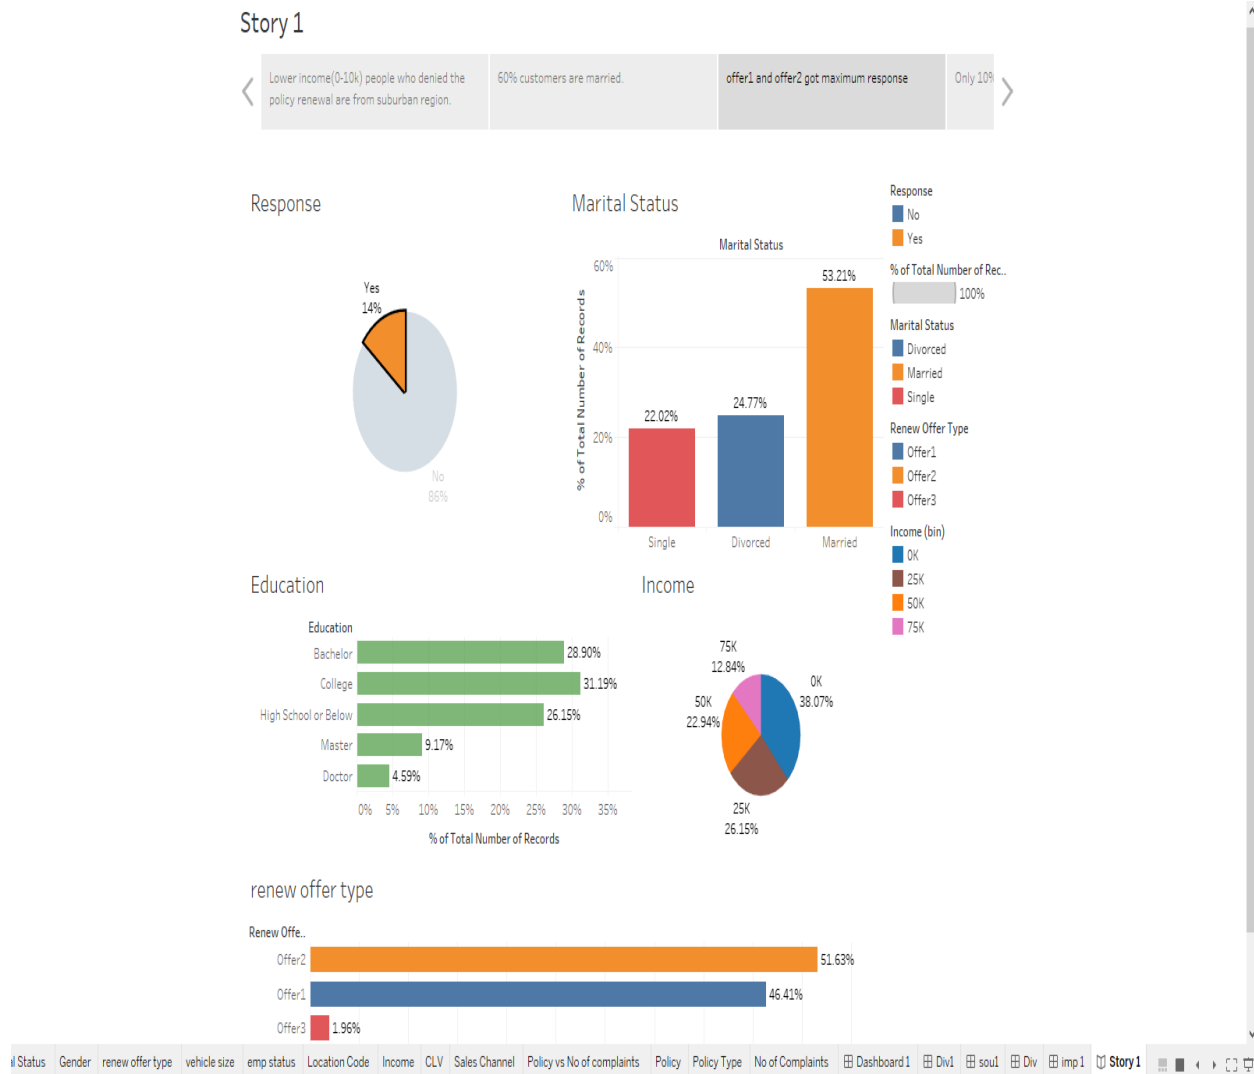 Story 1
Lower income(0-10k) people who denied the
policy renewal are from suburban region.
60% customers are married.
offer1 and offer2 got maximum response
Only 10%
Response
Yes
14%
No
86%
Marital Status
Marital Status
% of Total Number of Records
60%
40%
20%
0%
22.02%
24.77%
53.21%
Single
Divorced
Married
Response
No
Yes
% of Total Number of Rec..
100%
Marital Status
Divorced
Married
Single
Renew Offer Type
Offer1
Offer2
Offer3
Income (bin)
0K
25K
50K
75K
Education
Education
Bachelor 28.90%
College 31.19%
High School or Below 26.15%
Master 9.17%
Doctor 4.59%
0% 5% 10% 15% 20% 25% 30% 35%
% of Total Number of Records
Income
75K
12.84%
0K
38.07%
50K
22.94%
25K
26.15%
renew offer type
Renew Offe..
Offer2 51.63%
Offer1 46.41%
Offer3 1.96%
al Status Gender renew offer type vehicle size emp status Location Code Income CLV Sales Channel Policy vs No of complaints Policy Policy Type No of Complaints Dashboard 1 Div1 sou1 Div imp 1 Story 1